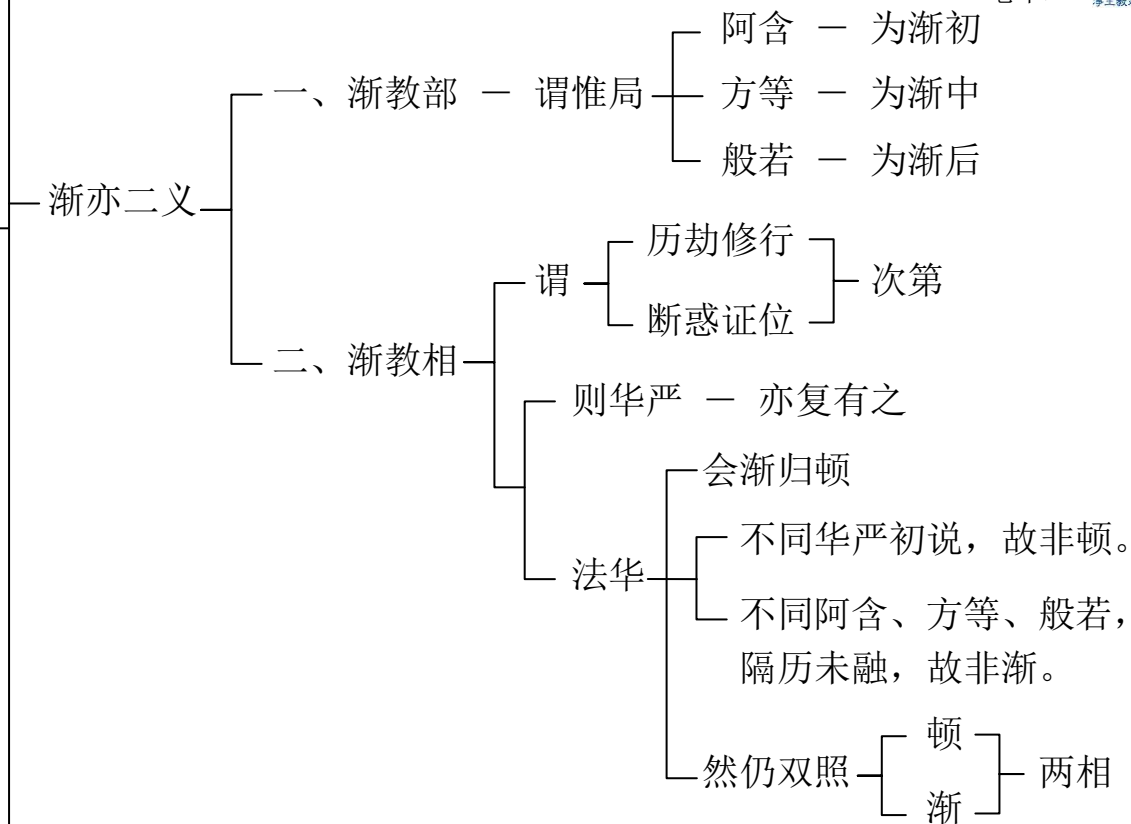 阿含 － 为渐初
一、渐教部 － 谓惟局
方等 － 为渐中
般若 － 为渐后
渐亦二义
历劫修行
谓
次第
断惑证位
二、渐教相
则华严 － 亦复有之
会渐归顿
不同华严初说，故非顿。
法华
不同阿含、方等、般若，
隔历未融，故非渐。
顿
然仍双照
两相
渐